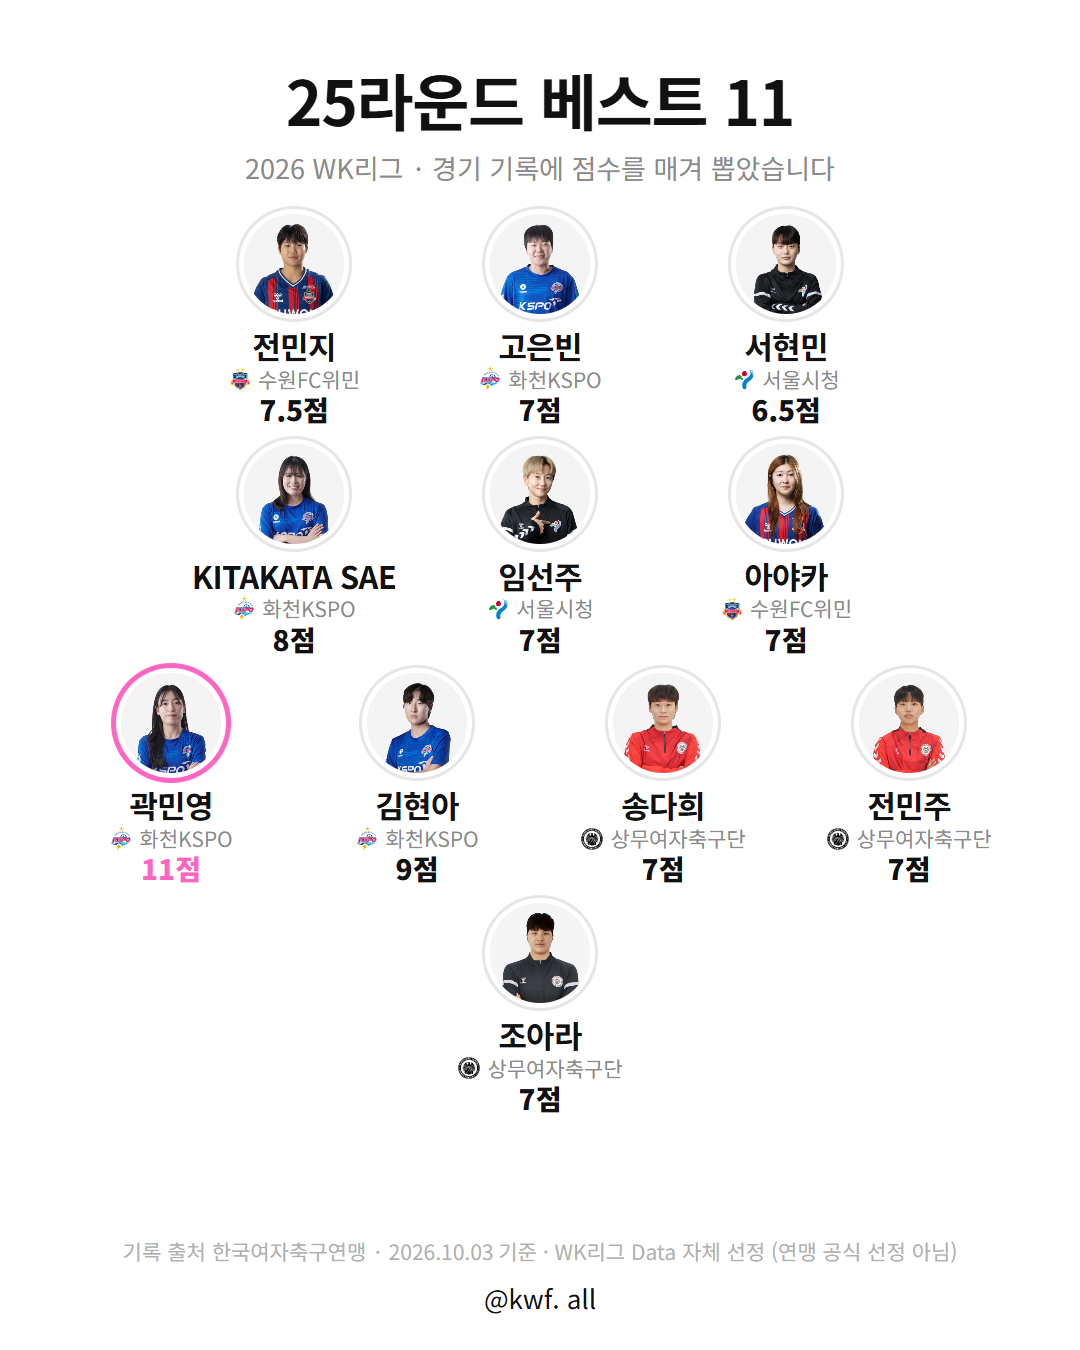 25라운드 베스트 11
2026 WK리그 · 경기 기록에 점수를 매겨 뽑았습니다
전민지
수원FC위민
7.5점
고은빈
화천KSPO
7점
서현민
서울시청
6.5점
KITAKATA SAE
화천KSPO
8점
임선주
서울시청
7점
아야카
수원FC위민
7점
곽민영
화천KSPO
11점
김현아
화천KSPO
9점
송다희
상무여자축구단
7점
전민주
상무여자축구단
7점
조아라
상무여자축구단
7점
기록 출처 한국여자축구연맹 · 2026.10.03 기준 · WK리그 Data 자체 선정 (연맹 공식 선정 아님)
@kwf. all